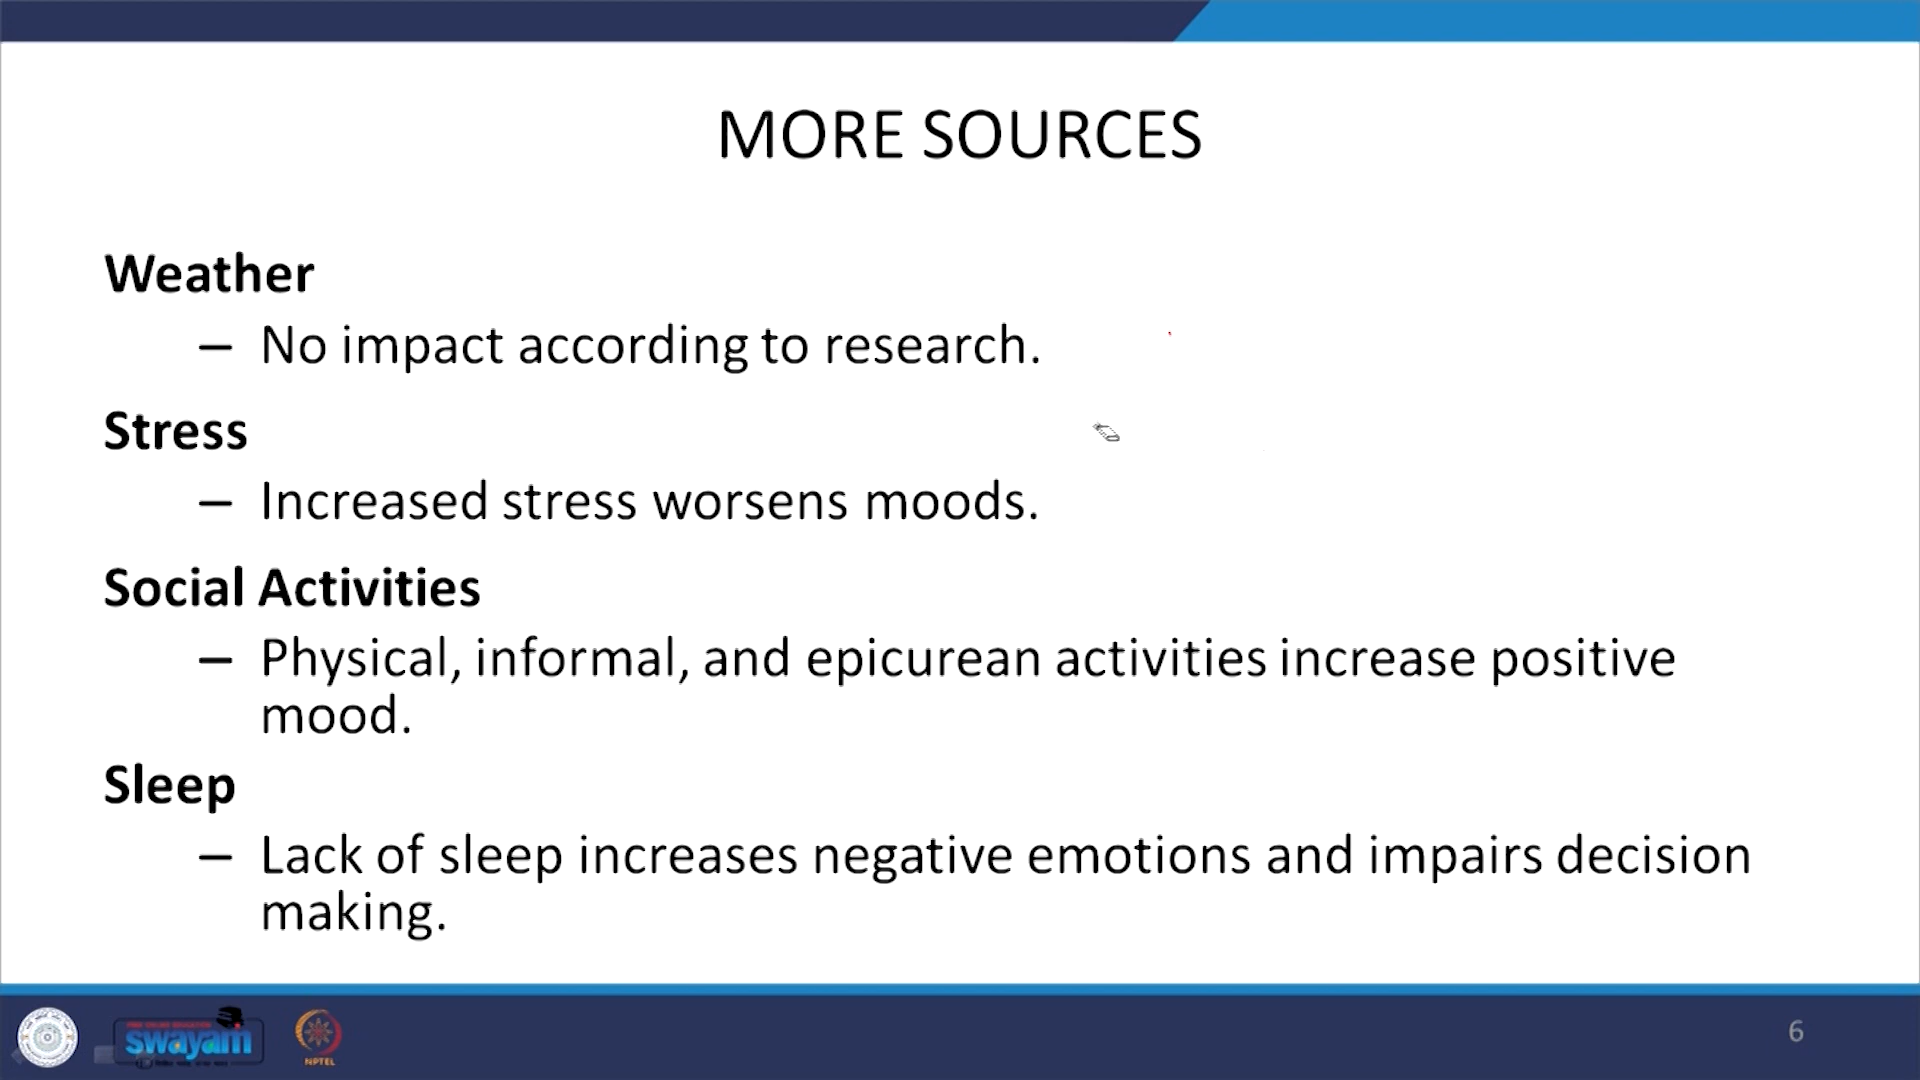 MORE SOURCES
Weather
– No impact according to research.
Stress
– Increased stress worsens moods.
Social Activities
– Physical, informal, and epicurean activities increase positive
mood.
Sleep
– Lack of sleep increases negative emotions and impairs decision
making.
swayam
NPTEL
6